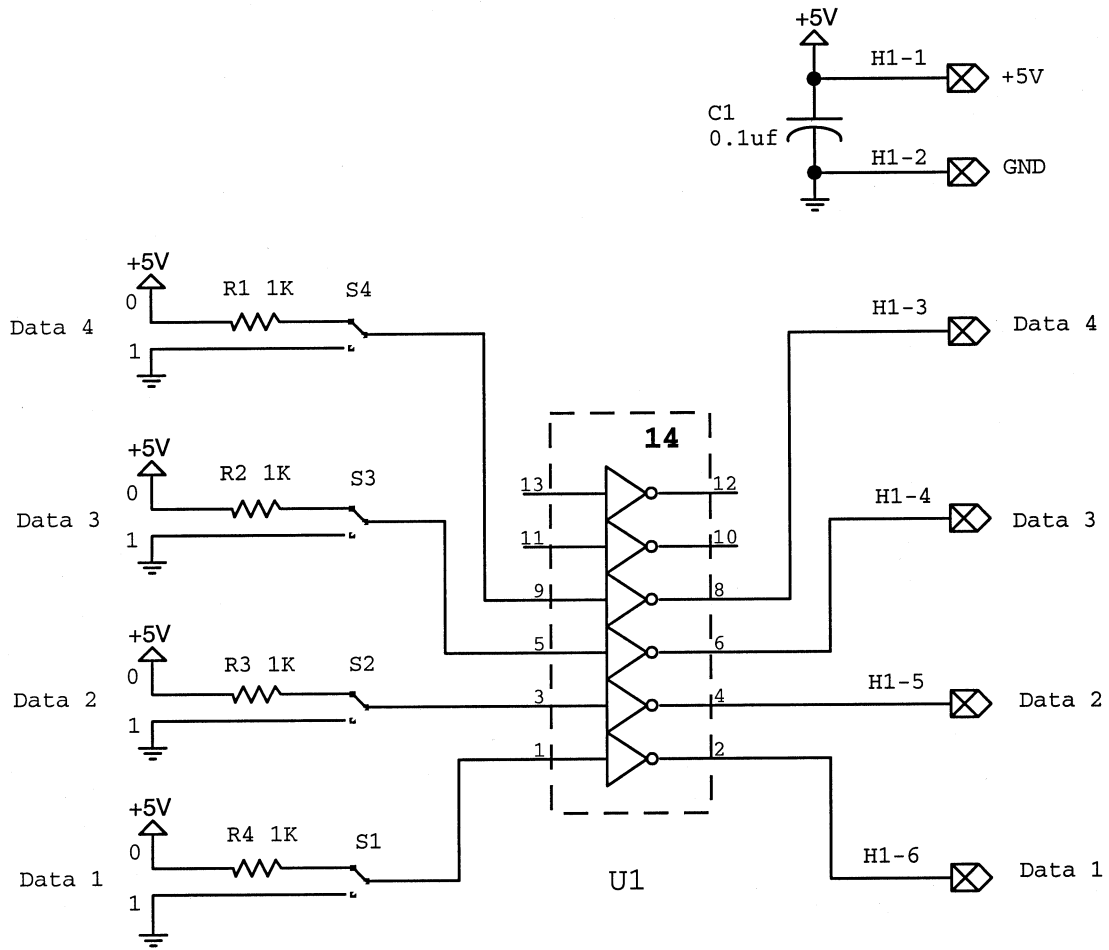 +5V
H1-1
+5V
C1
0.1uf
H1-2
GND
+5V
0
R1 1K
S4
Data 4
1
H1-3
Data 4
14
+5V
0
R2 1K
S3
Data 3
1
13
12
H1-4
Data 3
11
10
9
8
5
6
+5V
0
R3 1K
S2
Data 2
1
3
4
H1-5
Data 2
1
2
+5V
0
R4 1K
S1
Data 1
1
U1
H1-6
Data 1